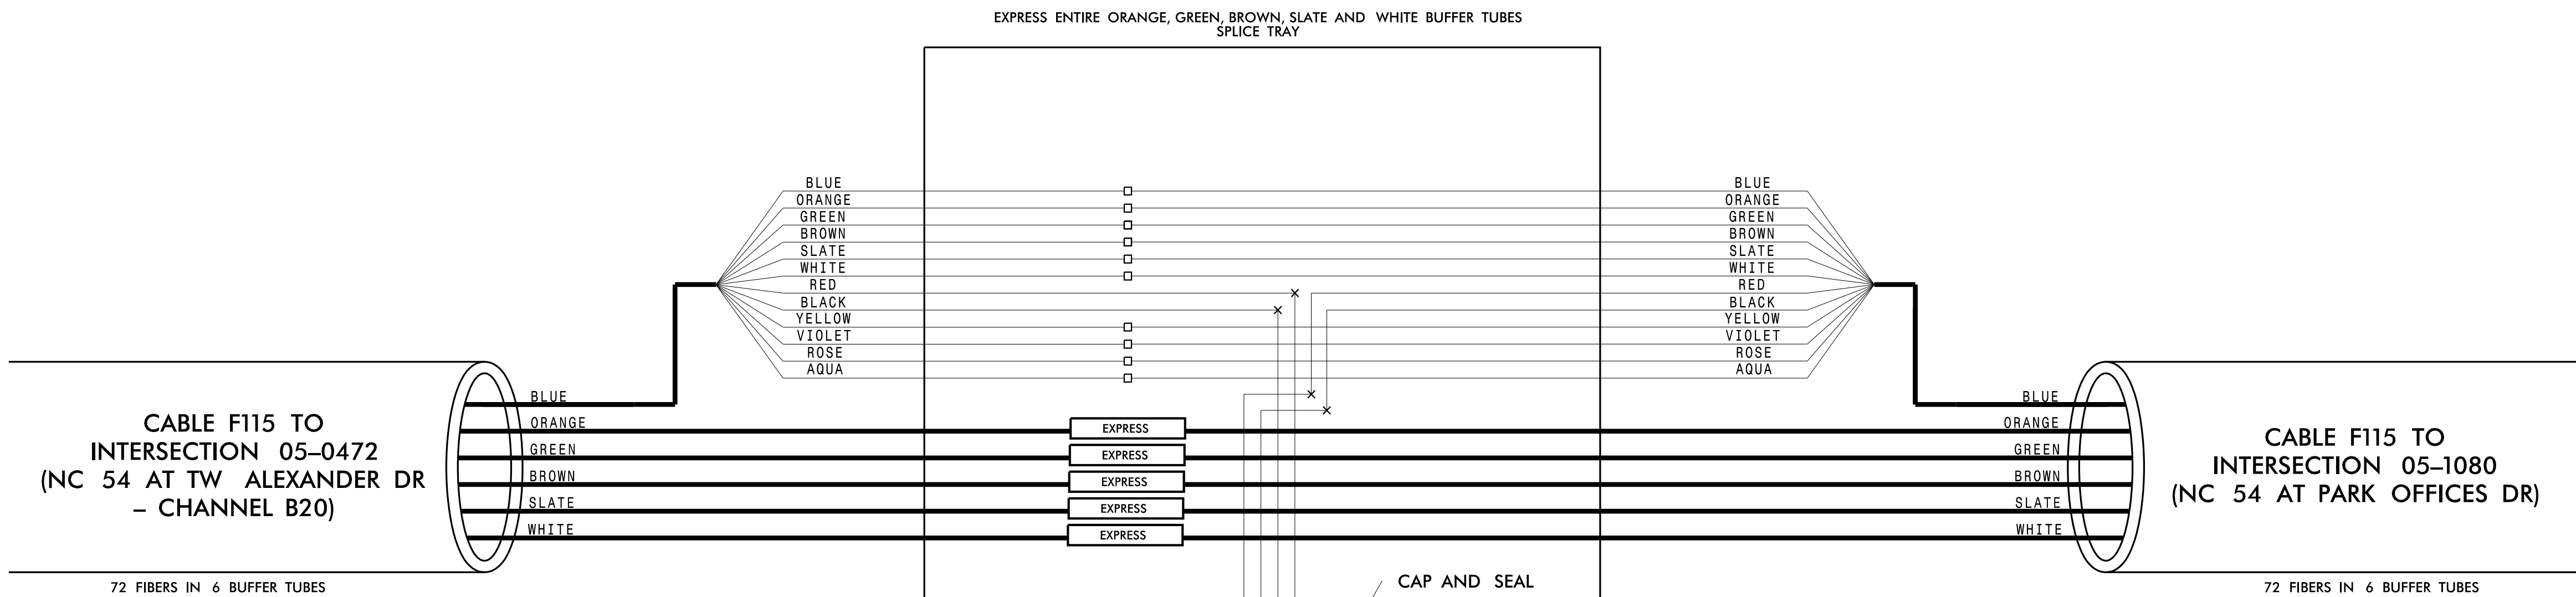 EXPRESS ENTIRE ORANGE, GREEN, BROWN, SLATE AND WHITE BUFFER TUBES
SPLICE TRAY
BLUE
ORANGE
GREEN
BROWN
SLATE
WHITE
RED
BLACK
YELLOW
VIOLET
ROSE
AQUA
BLUE
ORANGE
GREEN
BROWN
SLATE
WHITE
RED
BLACK
YELLOW
VIOLET
ROSE
AQUA
CABLE F115 TO
INTERSECTION 05–0472
(NC 54 AT TW ALEXANDER DR
– CHANNEL B20)
72 FIBERS IN 6 BUFFER TUBES
BLUE
ORANGE
GREEN
BROWN
SLATE
WHITE
EXPRESS
EXPRESS
EXPRESS
EXPRESS
EXPRESS
CAP AND SEAL
BLUE
ORANGE
GREEN
BROWN
SLATE
WHITE
CABLE F115 TO
INTERSECTION 05–1080
(NC 54 AT PARK OFFICES DR)
72 FIBERS IN 6 BUFFER TUBES